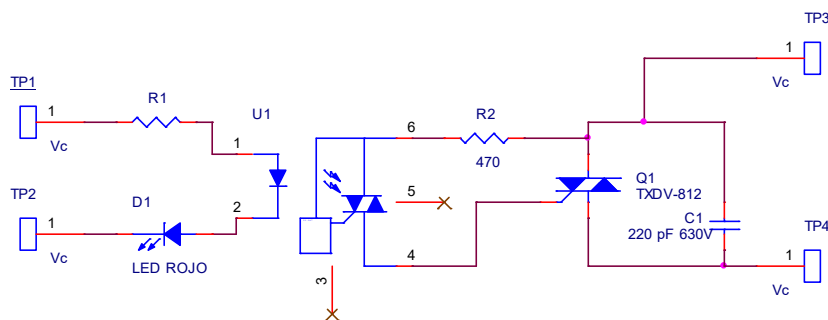 TP3
1
Vc
TP1
1
Vc
R1
U1
1
2
TP2
1
Vc
D1
LED ROJO
6
5
4
3
R2
470
Q1
TXDV-812
C1
220 pF 630V
TP4
1
Vc